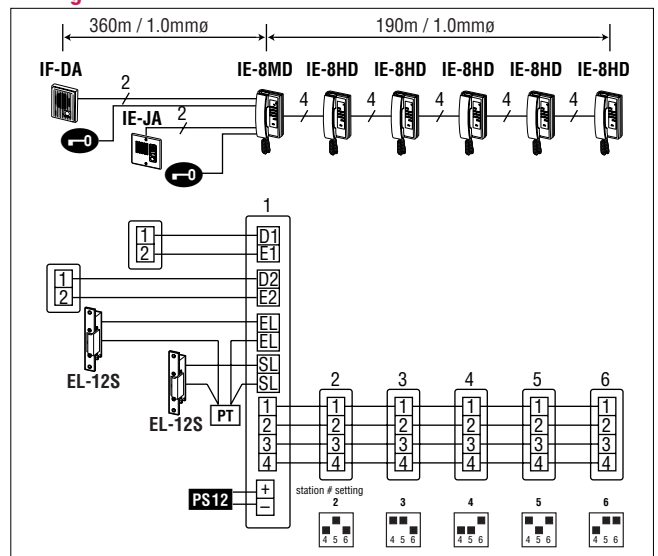 360m / 1.0mmø 190m / 1.0mmø
IF-DA IE-8MD IE-8HD IE-8HD IE-8HD IE-8HD IE-8HD
2 4 4 4 4 4
IE-JA 2
1
1 D1
2 E1
1 D2
2 E2
EL
EL
SL
EL-12S SL 2 3 4 5 6
PT 1 1 1 1 1 1
EL-12S 2 2 2 2 2 2
3 3 3 3 3 3
4 4 4 4 4 4
PS12 + station # setting
– 2 3 4 5 6
4 5 6 4 5 6 4 5 6 4 5 6 4 5 6